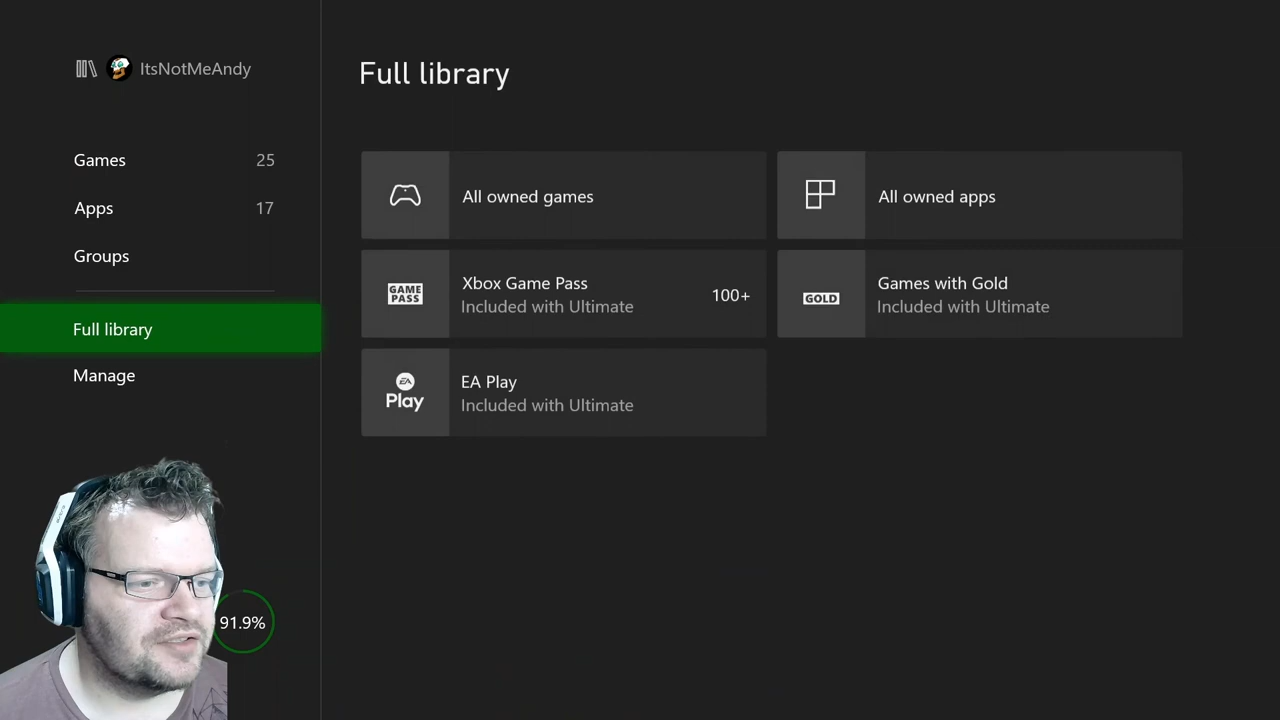 ItsNotMeAndy
Games 25
Apps 17
Groups
Full library
Manage
91.9%
Full library
All owned games
All owned apps
GAME PASS
Xbox Game Pass
Included with Ultimate
100+
GOLD
Games with Gold
Included with Ultimate
EA
Play
EA Play
Included with Ultimate